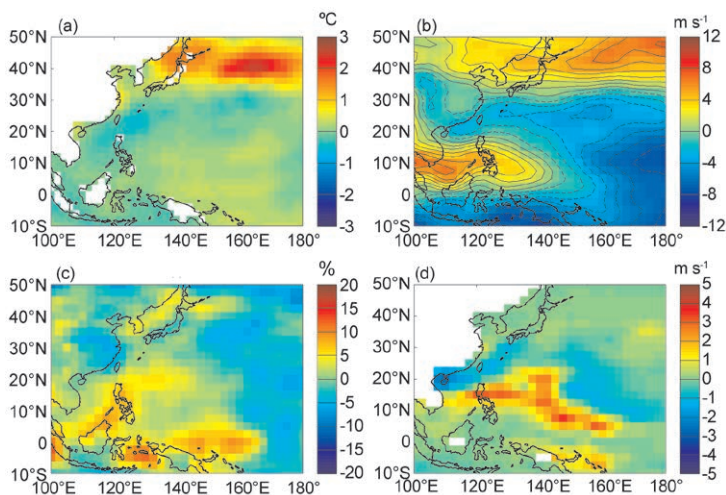 (a)
°C
50°N
40°N
30°N
20°N
10°N
0
10°S
100°E
120°E
140°E
160°E
180°
3
2
1
0
-1
-2
-3
(b)
m s⁻¹
50°N
40°N
30°N
20°N
10°N
0
10°S
100°E
120°E
140°E
160°E
180°
12
8
4
0
-4
-8
-12
(c)
%
50°N
40°N
30°N
20°N
10°N
0
10°S
100°E
120°E
140°E
160°E
180°
20
15
10
5
0
-5
-10
-15
-20
(d)
m s⁻¹
50°N
40°N
30°N
20°N
10°N
0
10°S
100°E
120°E
140°E
160°E
180°
5
4
3
2
1
0
-1
-2
-3
-4
-5